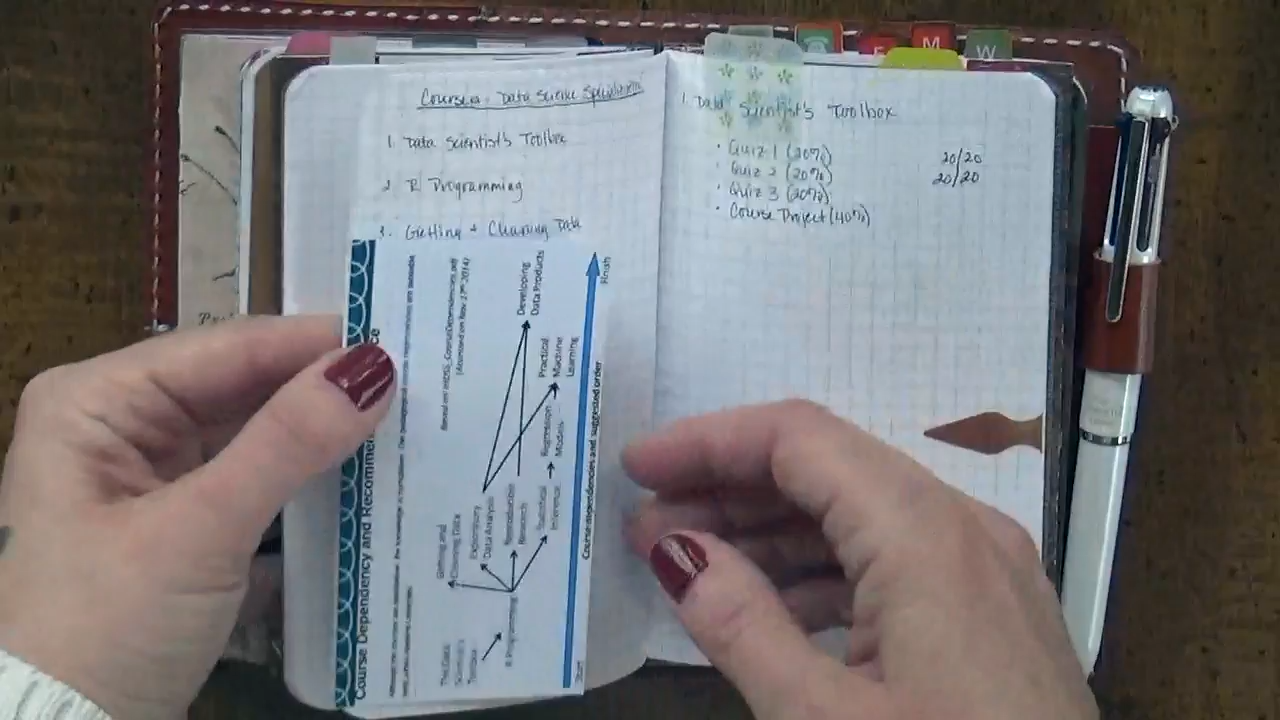 Coursera - Data Science Specialization
1. Data Scientist's Toolbox
2. R Programming
3. Getting + Cleaning Data
1. Data Scientist's Toolbox
• Quiz 1 (20%) 20/20
• Quiz 2 (20%) 20/20
• Quiz 3 (20%)
• Course Project (40%)
M
W
Course Dependency and Recommen ce
The Data
Scientist's
Toolbox
R Programming
Getting and
Cleaning Data
Exploratory
Data Analysis
Reproducible
Research
Statistical
Inference
Regression
Models
Practical
Machine
Learning
Developing
Data Products
Start
Course dependencies and suggested order
Finish